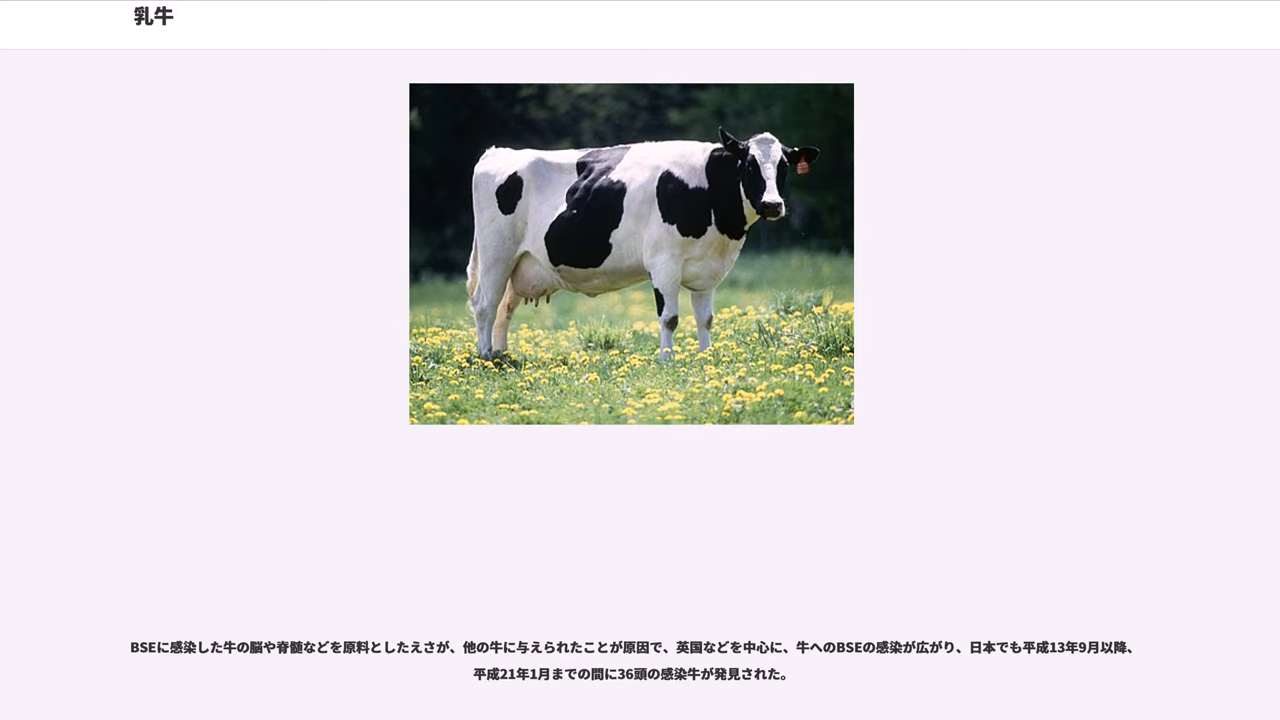 乳牛
BSEに感染した牛の脳や脊髄などを原料としたえさが、他の牛に与えられたことが原因で、英国などを中心に、牛へのBSEの感染が広がり、日本でも平成13年9月以降、
平成21年1月までの間に36頭の感染牛が発見された。